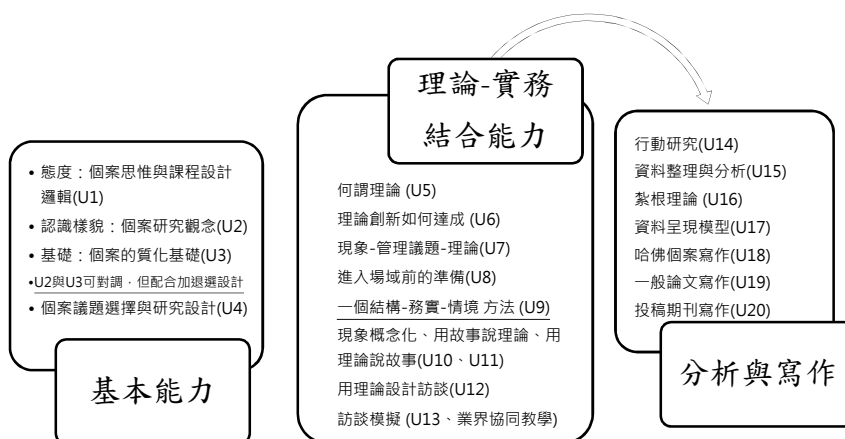 • 態度：個案思惟與課程設計
邏輯(U1)
• 認識樣貌：個案研究觀念(U2)
• 基礎：個案的質化基礎(U3)
•U2與U3可對調，但配合加退選設計
• 個案議題選擇與研究設計(U4)
基本能力
理論-實務
結合能力
何謂理論 (U5)
理論創新如何達成 (U6)
現象-管理議題-理論(U7)
進入場域前的準備(U8)
一個結構-務實-情境 方法 (U9)
現象概念化、用故事說理論、用
理論說故事(U10、U11)
用理論設計訪談(U12)
訪談模擬 (U13、業界協同教學)
行動研究(U14)
資料整理與分析(U15)
紮根理論 (U16)
資料呈現模型(U17)
哈佛個案寫作(U18)
一般論文寫作(U19)
投稿期刊寫作(U20)
分析與寫作